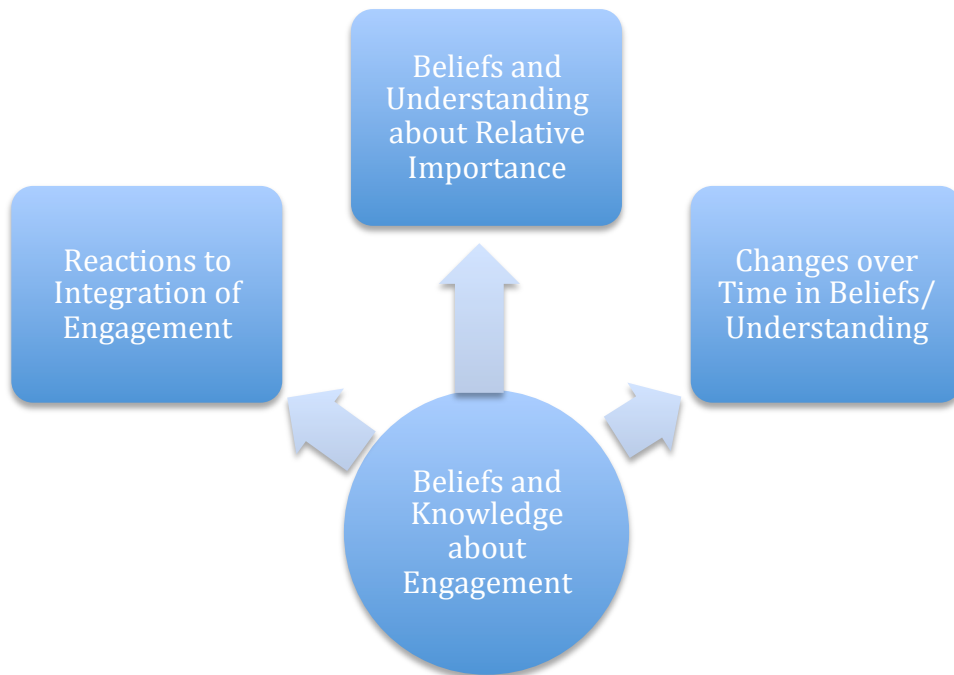 Beliefs and
Understanding
about Relative
Importance
Reactions to
Integration of
Engagement
Changes over
Time in Beliefs/
Understanding
Beliefs and
Knowledge
about
Engagement